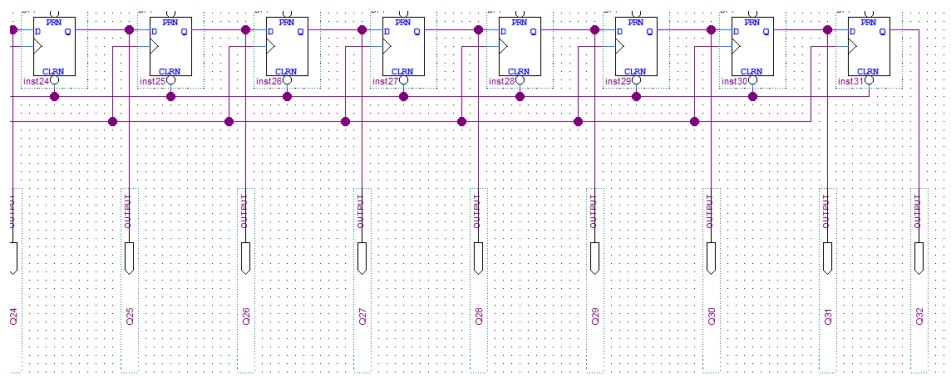 PRN PRN PRN PRN PRN PRN PRN PRN
D Q D Q D Q D Q D Q D Q D Q D Q
CLRN CLRN CLRN CLRN CLRN CLRN CLRN CLRN
inst24 inst25 inst26 inst27 inst28 inst29 inst30 inst31
OUTPUT OUTPUT OUTPUT OUTPUT OUTPUT OUTPUT OUTPUT OUTPUT OUTPUT
Q24 Q25 Q26 Q27 Q28 Q29 Q30 Q31 Q32